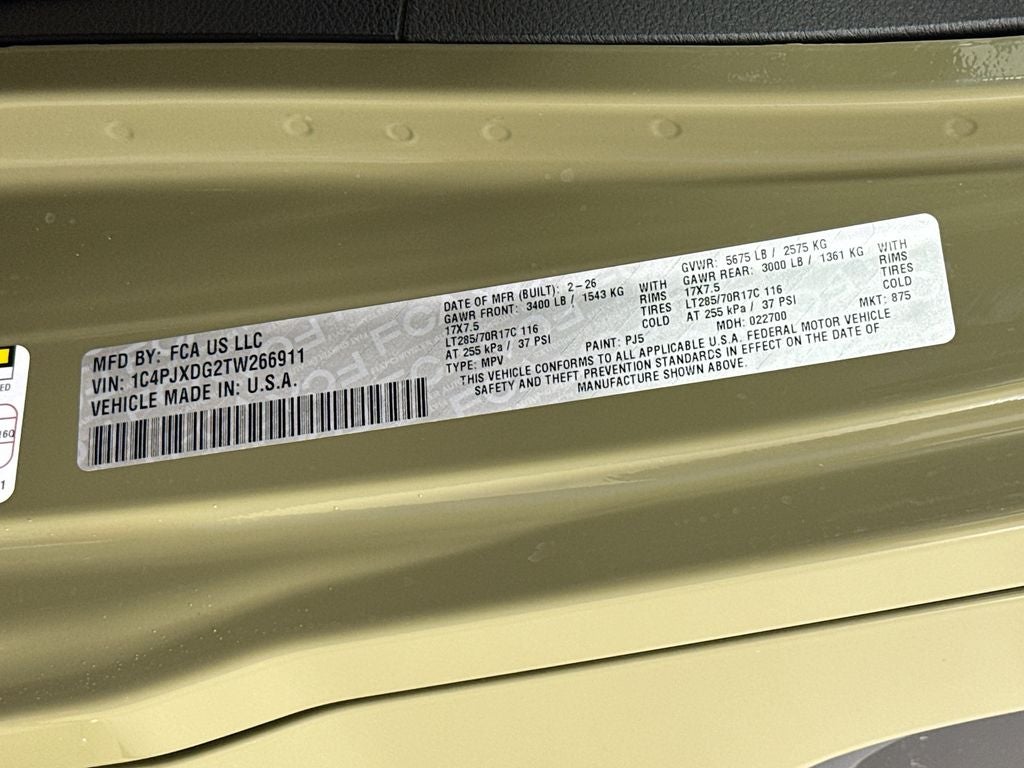 MFD BY: FCA US LLC
VIN: 1C4PJXDG2TW266911
VEHICLE MADE IN: U.S.A.
DATE OF MFR (BUILT): 2-26
GAWR FRONT: 3400 LB / 1543 KG WITH
17X7.5 RIMS
LT285/70R17C 116 TIRES
AT 255 kPa / 37 PSI COLD
TYPE: MPV
PAINT: PJ5
GVWR: 5675 LB / 2575 KG
GAWR REAR: 3000 LB / 1361 KG WITH
17X7.5 RIMS
LT285/70R17C 116 TIRES
AT 255 kPa / 37 PSI COLD
MDH: 022700 MKT: 875
THIS VEHICLE CONFORMS TO ALL APPLICABLE U.S.A. FEDERAL MOTOR VEHICLE
SAFETY AND THEFT PREVENTION STANDARDS IN EFFECT ON THE DATE OF
MANUFACTURE SHOWN ABOVE.